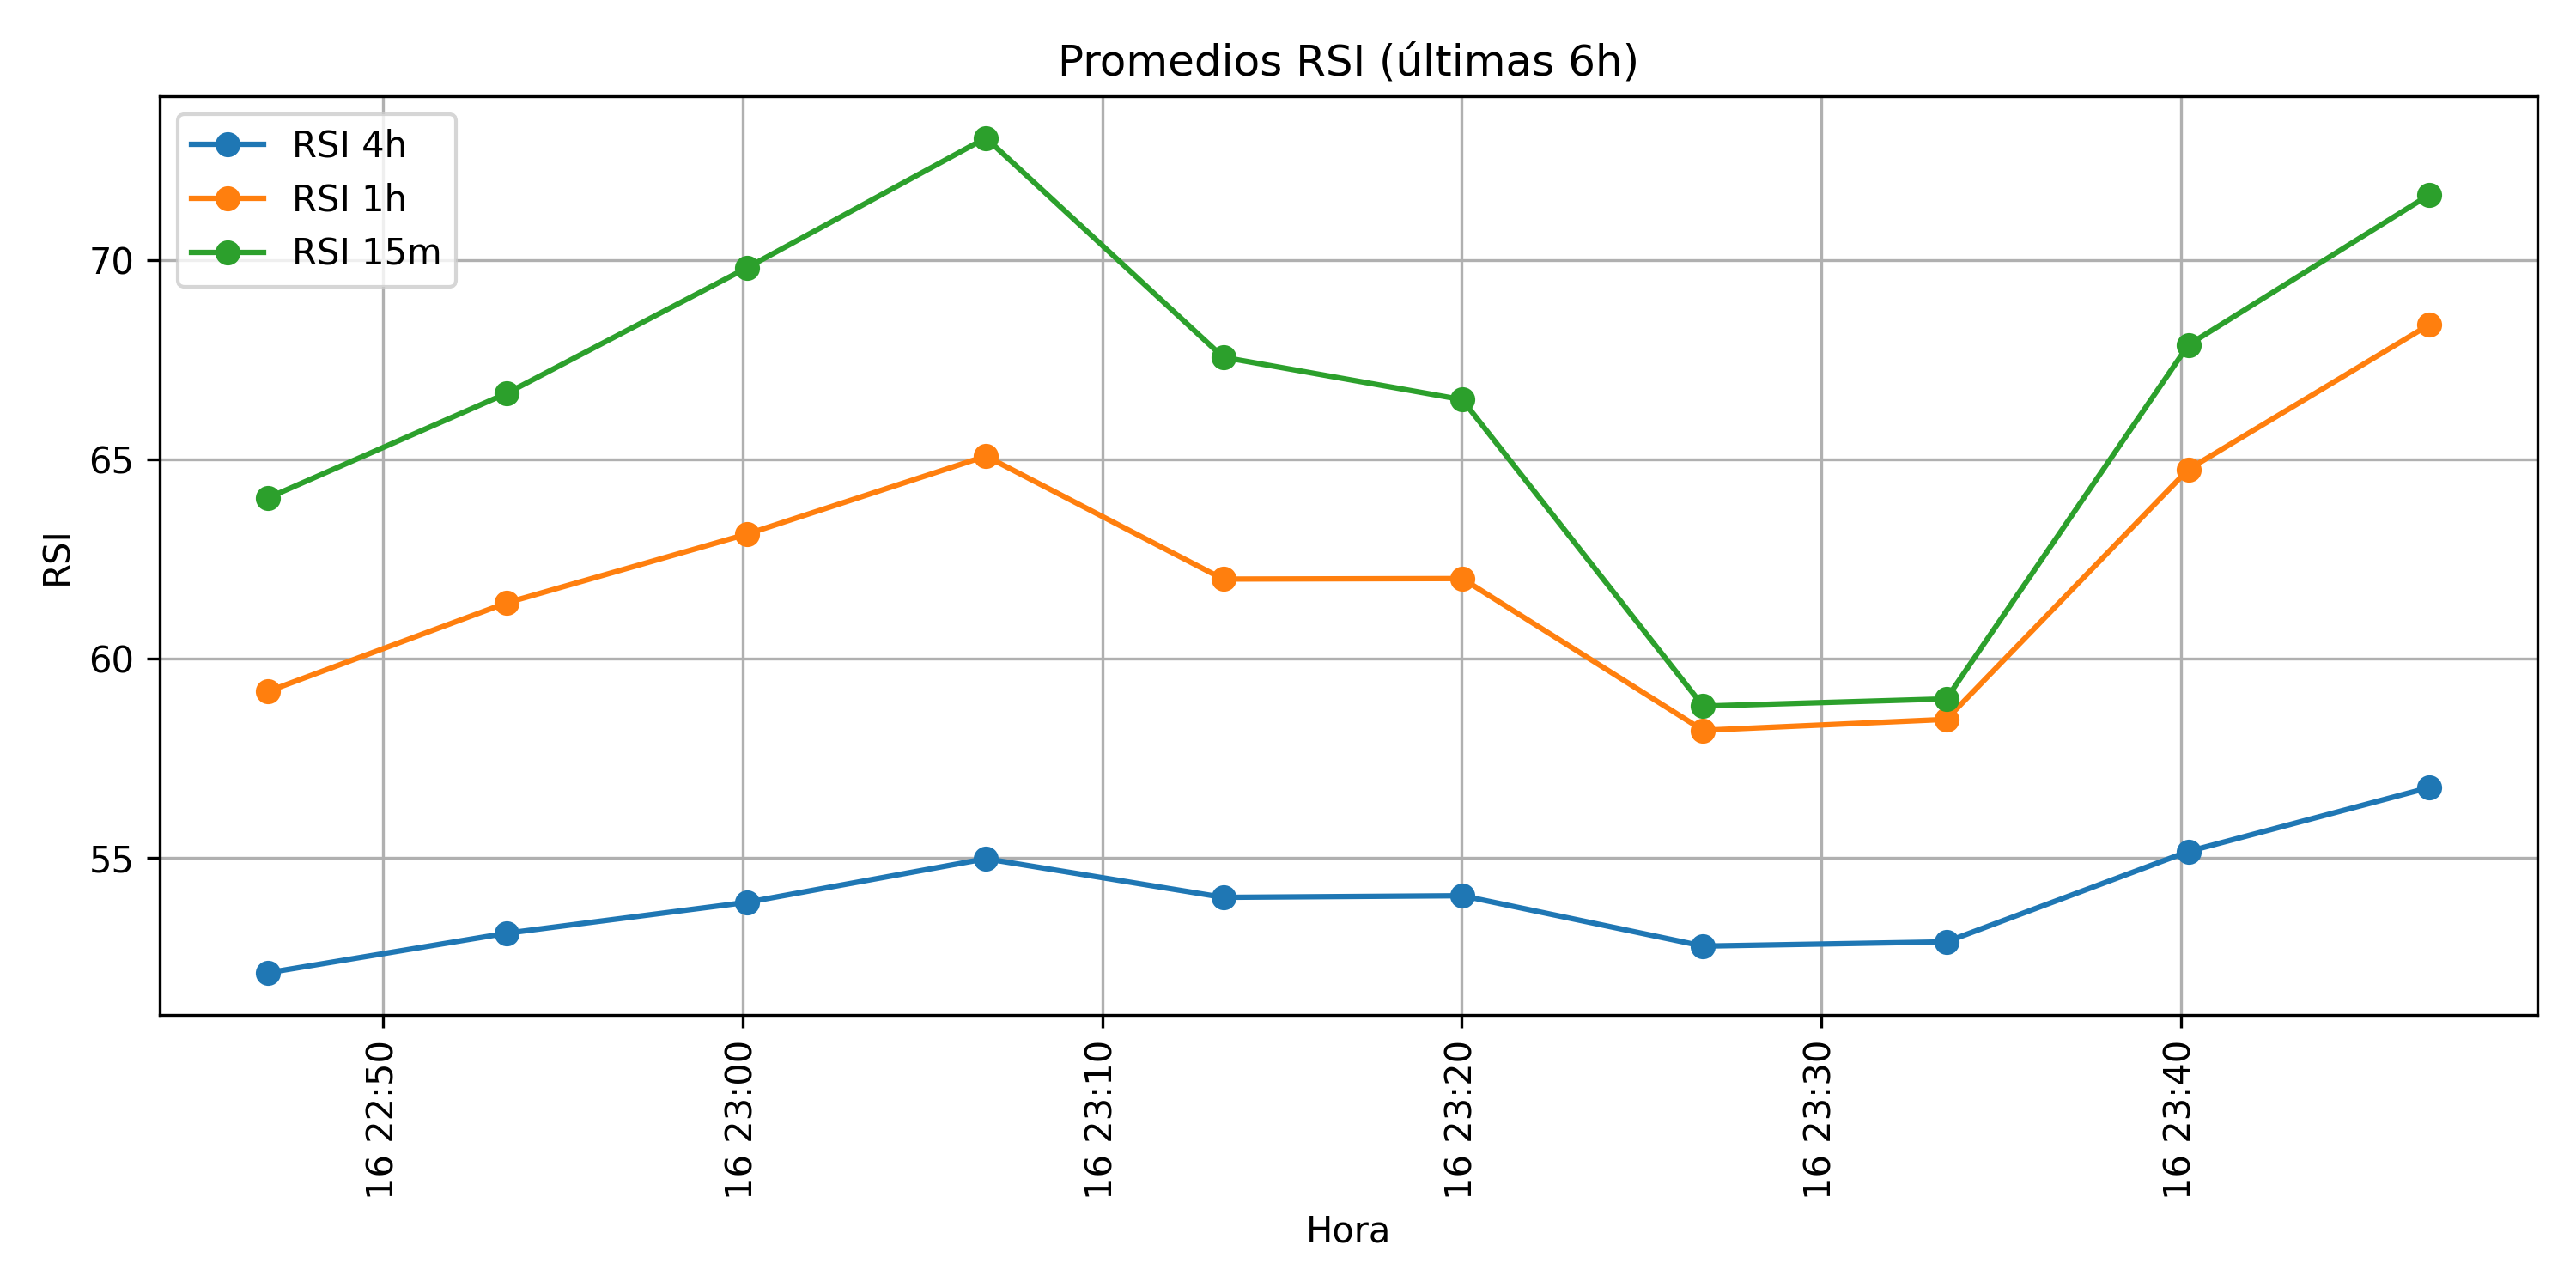 Promedios RSI (últimas 6h)
RSI 4h
RSI 1h
RSI 15m
RSI
70
65
60
55
16 22:50
16 23:00
16 23:10
16 23:20
16 23:30
16 23:40
Hora